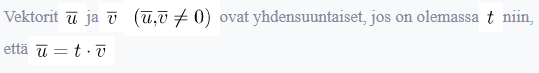 Vektorit u̅ ja v̅ (u̅,v̅ ≠ 0) ovat yhdensuuntaiset, jos on olemassa t niin,
että u̅ = t · v̅